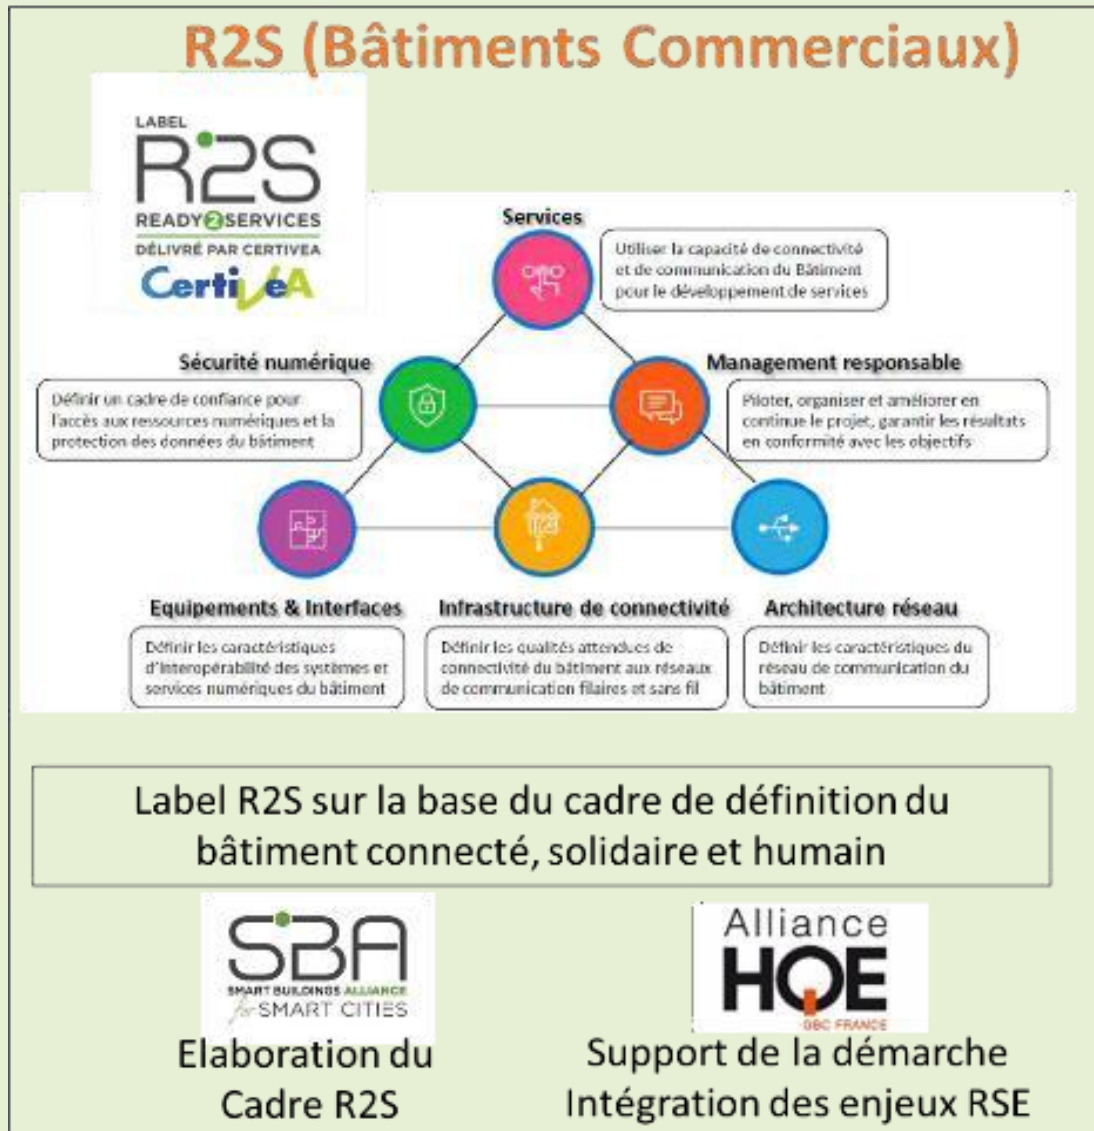 R2S (Bâtiments Commerciaux)
LABEL
R2S
READY2SERVICES
DÉLIVRÉ PAR CERTIVEA
CertiveA
Services
Utiliser la capacité de connectivité
et de communication du Bâtiment
pour le développement de services
Sécurité numérique
Définir un cadre de confiance pour
l'accès aux ressources numériques et la
protection des données du bâtiment
Management responsable
Piloter, organiser et améliorer en
continue le projet, garantir les résultats
en conformité avec les objectifs
Equipements & Interfaces
Définir les caractéristiques
d'interopérabilité des systèmes et
services numériques du bâtiment
Infrastructure de connectivité
Définir les qualités attendues de
connectivité du bâtiment aux réseaux
de communication filaires et sans fil
Architecture réseau
Définir les caractéristiques du
réseau de communication du
bâtiment
Label R2S sur la base du cadre de définition du
bâtiment connecté, solidaire et humain
SBA
SMART BUILDINGS ALLIANCE
for SMART CITIES
Elaboration du
Cadre R2S
Alliance
HQE
GBC FRANCE
Support de la démarche
Intégration des enjeux RSE